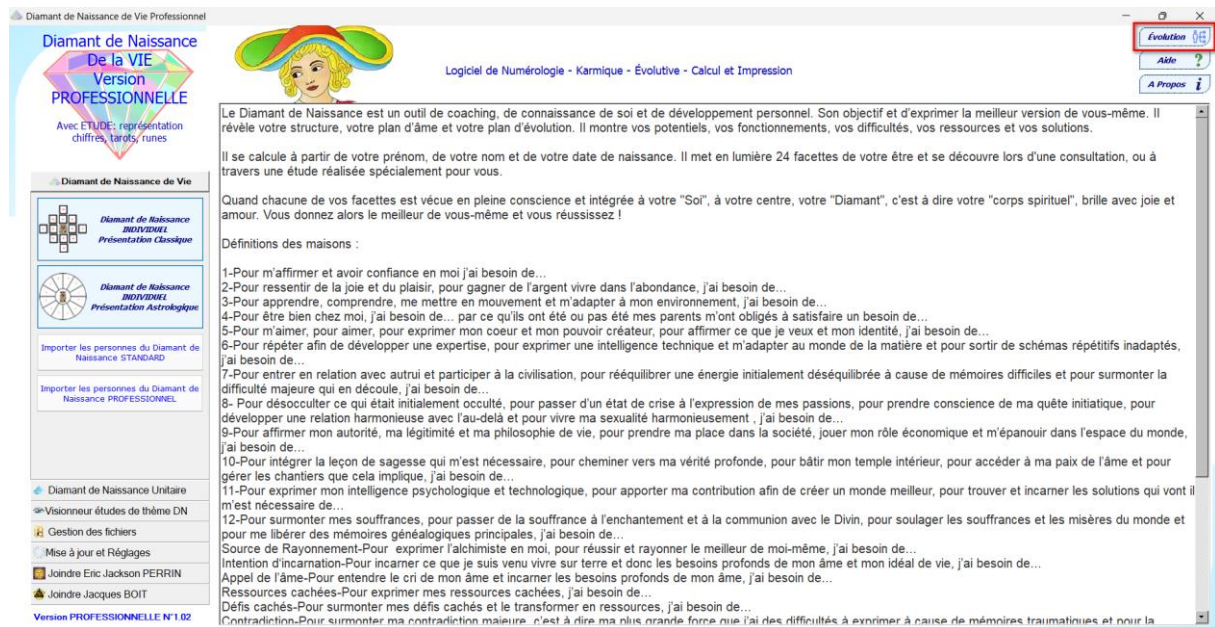 Diamant de Naissance de Vie Professionnel
Diamant de Naissance
De la VIE
Version
PROFESSIONNELLE
Avec ETUDE: représentation
chiffres, tarots, runes
Diamant de Naissance de Vie
Diamant de Naissance
INDIVIDUEL
Présentation Classique
Diamant de Naissance
INDIVIDUEL
Présentation Astrologique
Importer les personnes du Diamant de
Naissance STANDARD
Importer les personnes du Diamant de
Naissance PROFESSIONNEL
Diamant de Naissance Unitaire
Visionneur études de thème DN
Gestion des fichiers
Mise à jour et Réglages
Joindre Eric Jackson PERRIN
Joindre Jacques BOIT
Version PROFESSIONNELLE N°1.02
Logiciel de Numérologie - Karmique - Évolutive - Calcul et Impression
Évolution
Aide ?
A Propos i
Le Diamant de Naissance est un outil de coaching, de connaissance de soi et de développement personnel. Son objectif et d'exprimer la meilleur version de vous-même. Il
révèle votre structure, votre plan d'âme et votre plan d'évolution. Il montre vos potentiels, vos fonctionnements, vos difficultés, vos ressources et vos solutions.
Il se calcule à partir de votre prénom, de votre nom et de votre date de naissance. Il met en lumière 24 facettes de votre être et se découvre lors d'une consultation, ou à
travers une étude réalisée spécialement pour vous.
Quand chacune de vos facettes est vécue en pleine conscience et intégrée à votre "Soi", à votre centre, votre "Diamant", c'est à dire votre "corps spirituel", brille avec joie et
amour. Vous donnez alors le meilleur de vous-même et vous réussissez !
Définitions des maisons :
1-Pour m'affirmer et avoir confiance en moi j'ai besoin de…
2-Pour ressentir de la joie et du plaisir, pour gagner de l'argent vivre dans l'abondance, j'ai besoin de…
3-Pour apprendre, comprendre, me mettre en mouvement et m'adapter à mon environnement, j'ai besoin de…
4-Pour être bien chez moi, j'ai besoin de… par ce qu'ils ont été ou pas été mes parents m'ont obligés à satisfaire un besoin de…
5-Pour m'aimer, pour aimer, pour exprimer mon coeur et mon pouvoir créateur, pour affirmer ce que je veux et mon identité, j'ai besoin de…
6-Pour répéter afin de développer une expertise, pour exprimer une intelligence technique et m'adapter au monde de la matière et pour sortir de schémas répétitifs inadaptés,
j'ai besoin de…
7-Pour entrer en relation avec autrui et participer à la civilisation, pour rééquilibrer une énergie initialement déséquilibrée à cause de mémoires difficiles et pour surmonter la
difficulté majeure qui en découle, j'ai besoin de…
8- Pour désocculter ce qui était initialement occulté, pour passer d'un état de crise à l'expression de mes passions, pour prendre conscience de ma quête initiatique, pour
développer une relation harmonieuse avec l'au-delà et pour vivre ma sexualité harmonieusement , j'ai besoin de…
9-Pour affirmer mon autorité, ma légitimité et ma philosophie de vie, pour prendre ma place dans la société, jouer mon rôle économique et m'épanouir dans l'espace du monde,
j'ai besoin de…
10-Pour intégrer la leçon de sagesse qui m'est nécessaire, pour cheminer vers ma vérité profonde, pour bâtir mon temple intérieur, pour accéder à ma paix de l'âme et pour
gérer les chantiers que cela implique, j'ai besoin de…
11-Pour exprimer mon intelligence psychologique et technologique, pour apporter ma contribution afin de créer un monde meilleur, pour trouver et incarner les solutions qui vont il
m'est nécessaire de…
12-Pour surmonter mes souffrances, pour passer de la souffrance à l'enchantement et à la communion avec le Divin, pour soulager les souffrances et les misères du monde et
pour me libérer des mémoires généalogiques principales, j'ai besoin de…
Source de Rayonnement-Pour exprimer l'alchimiste en moi, pour réussir et rayonner le meilleur de moi-même, j'ai besoin de…
Intention d'incarnation-Pour incarner ce que je suis venu vivre sur terre et donc les besoins profonds de mon âme et mon idéal de vie, j'ai besoin de…
Appel de l'âme-Pour entendre le cri de mon âme et incarner les besoins profonds de mon âme, j'ai besoin de…
Ressources cachées-Pour exprimer mes ressources cachées, j'ai besoin de…
Défis cachés-Pour surmonter mes défis cachés et le transformer en ressources, j'ai besoin de…
Contradiction-Pour surmonter ma contradiction majeure, c'est à dire ma plus grande force que j'ai des difficultés à exprimer à cause de mémoires traumatiques et pour la